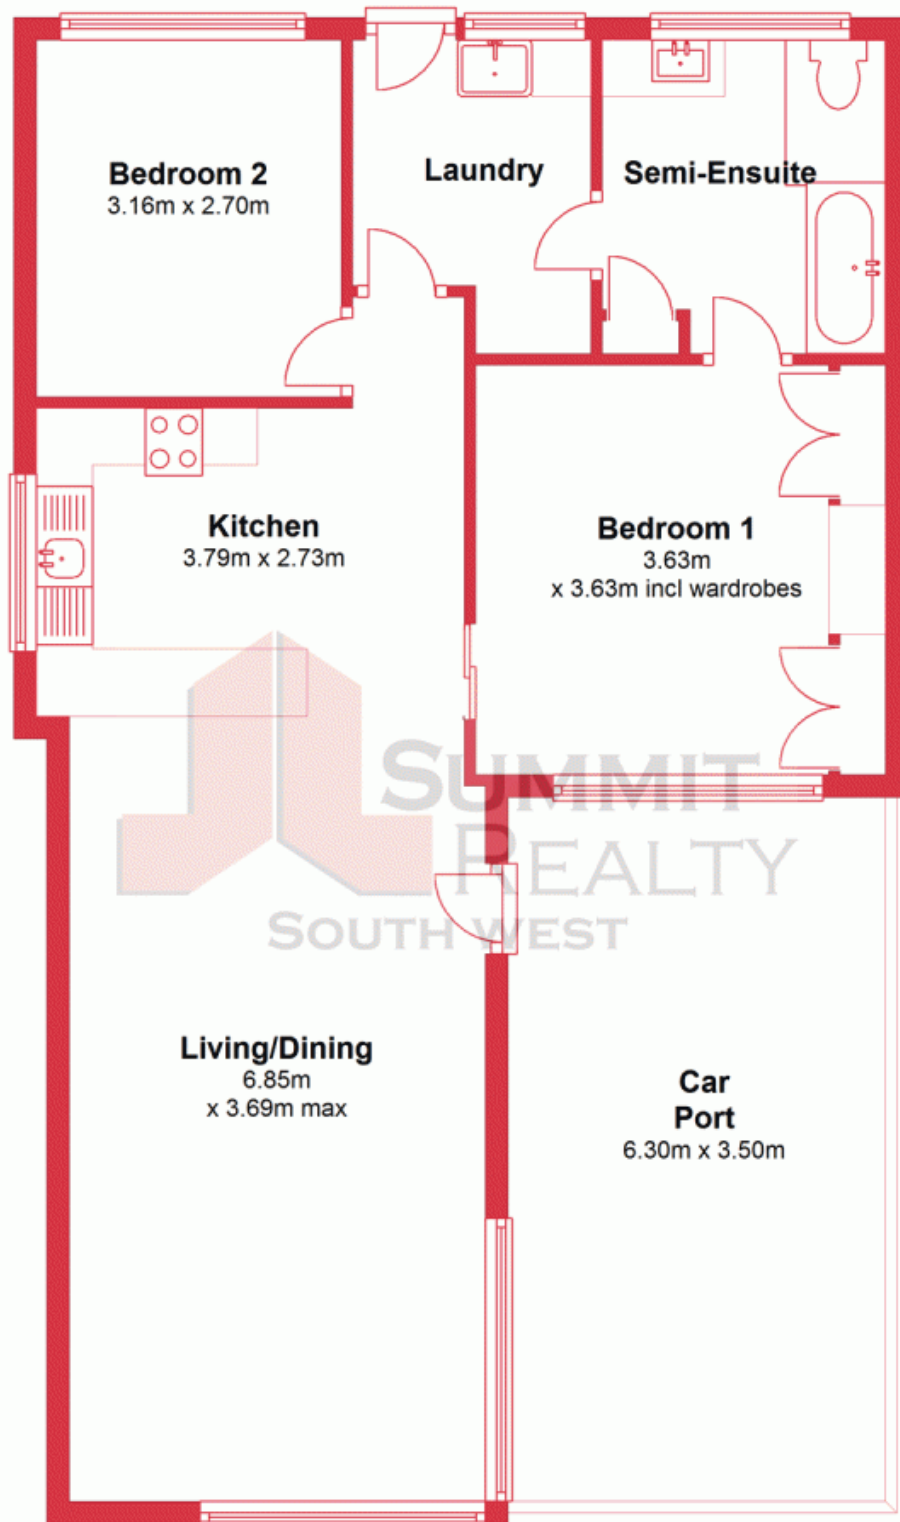 Bedroom 2
3.16m x 2.70m
Laundry
Semi-Ensuite
Kitchen
3.79m x 2.73m
Bedroom 1
3.63m
x 3.63m incl wardrobes
SUMMIT
REALTY
SOUTH WEST
Living/Dining
6.85m
x 3.69m max
Car
Port
6.30m x 3.50m